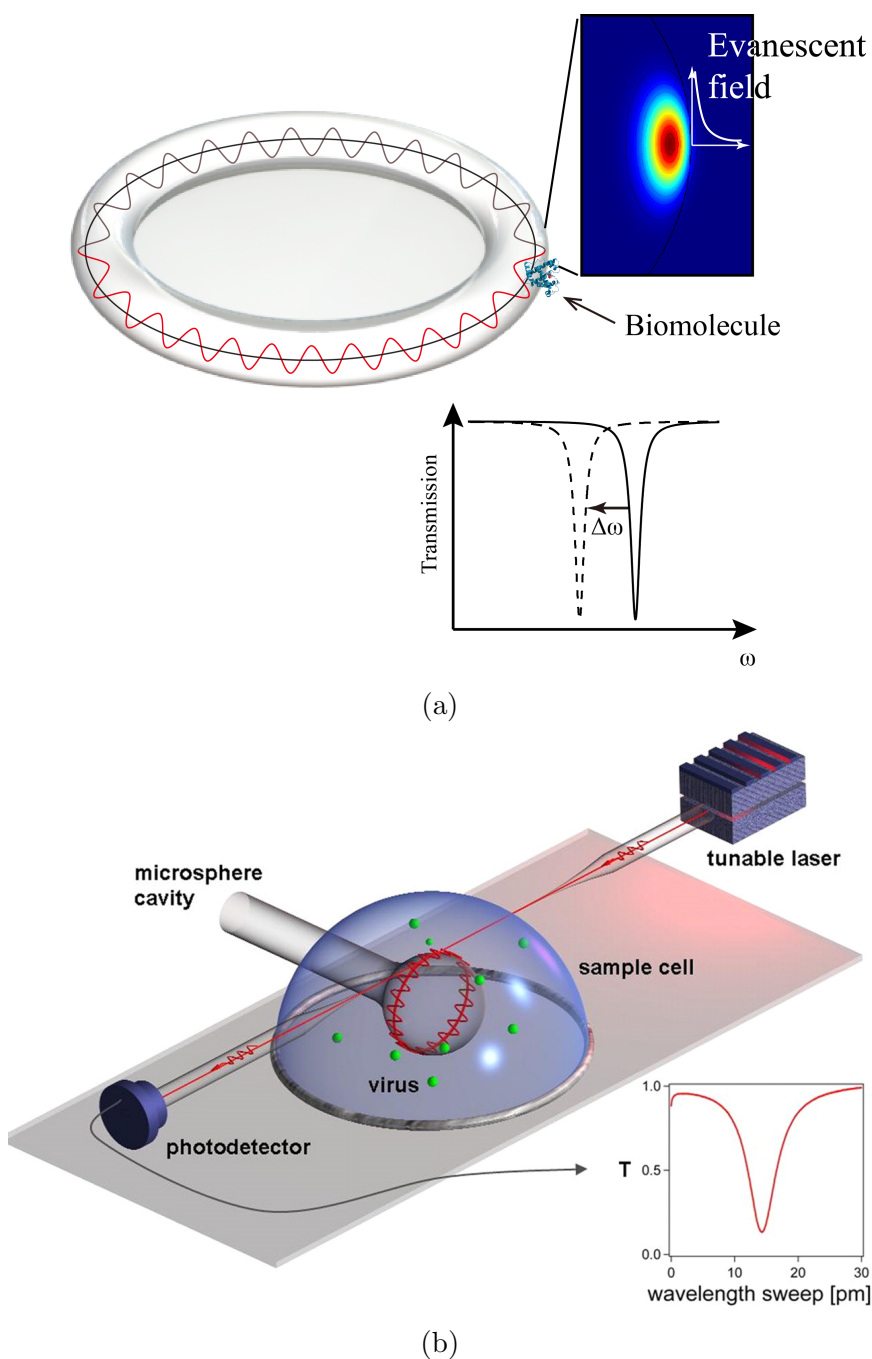 Evanescent
field
Biomolecule
Transmission
Δω
ω
(a)
tunable laser
microsphere
cavity
sample cell
virus
photodetector
1.0
T
0.5
0.0
0 10 20 30
wavelength sweep [pm]
(b)